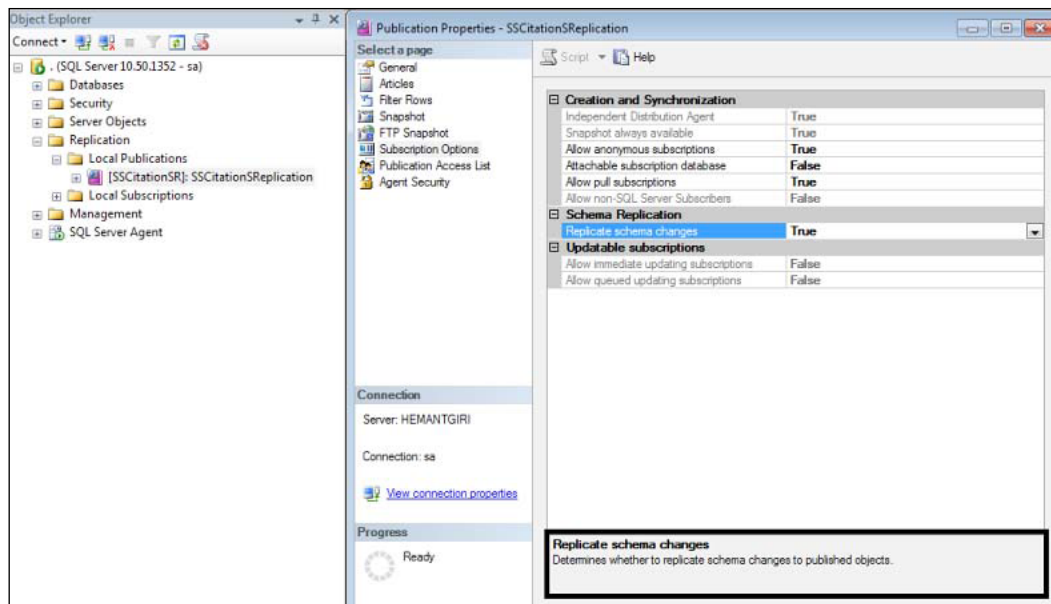 Object Explorer
Connect
. (SQL Server 10.50.1352 - sa)
Databases
Security
Server Objects
Replication
Local Publications
[SSCitationSR]: SSCitationSReplication
Local Subscriptions
Management
SQL Server Agent
Publication Properties - SSCitationSReplication
Select a page
General
Articles
Filter Rows
Snapshot
FTP Snapshot
Subscription Options
Publication Access List
Agent Security
Connection
Server: HEMANTGIRI
Connection: sa
View connection properties
Progress
Ready
Script Help
Creation and Synchronization
Independent Distribution Agent True
Snapshot always available True
Allow anonymous subscriptions True
Attachable subscription database False
Allow pull subscriptions True
Allow non-SQL Server Subscribers False
Schema Replication
Replicate schema changes True
Updatable subscriptions
Allow immediate updating subscriptions False
Allow queued updating subscriptions False
Replicate schema changes
Determines whether to replicate schema changes to published objects.